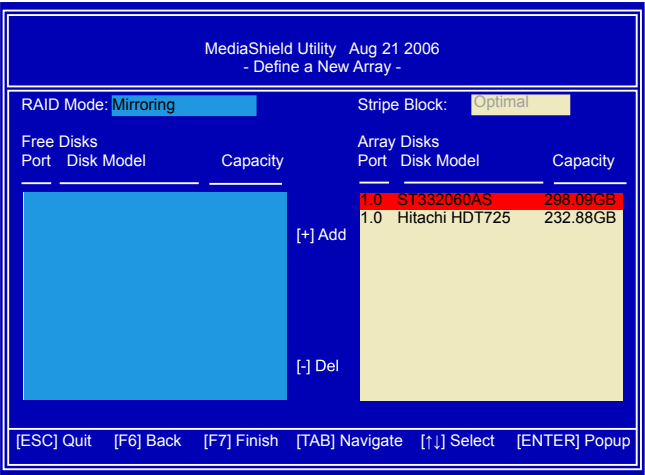 MediaShield Utility Aug 21 2006
- Define a New Array -
RAID Mode: Mirroring
Stripe Block: Optimal
Free Disks
Port Disk Model Capacity
Array Disks
Port Disk Model Capacity
1.0 ST332060AS 298.09GB
1.0 Hitachi HDT725 232.88GB
[+] Add
[-] Del
[ESC] Quit [F6] Back [F7] Finish [TAB] Navigate [↑↓] Select [ENTER] Popup